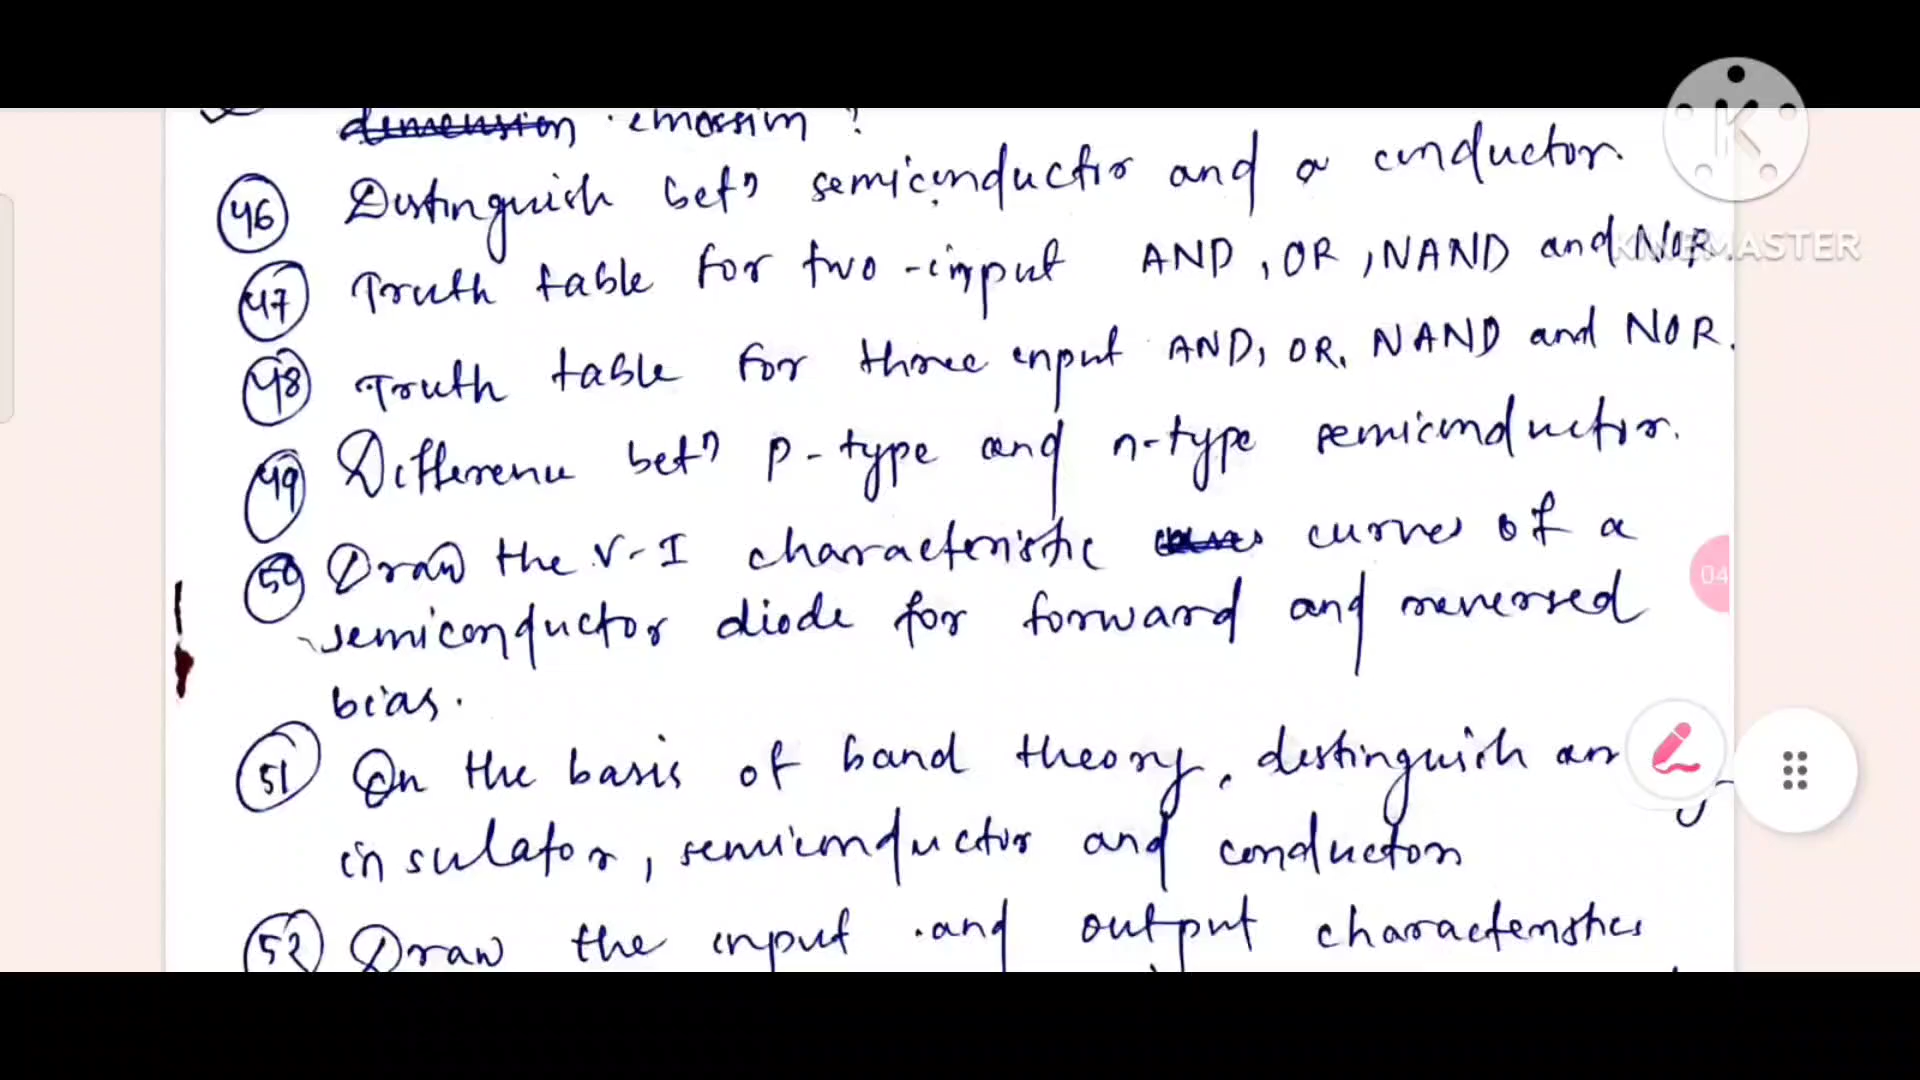 dimension emossim?
46 Distinguish betn semiconductor and a conductor.
KINEMASTER
47 Truth table for two-input AND, OR, NAND and NOR.
48 Truth table for three input AND, OR, NAND and NOR.
49 Difference betn p-type and n-type semiconductor.
50 Draw the V-I characteristic curves of a
04
semiconductor diode for forward and reversed
bias.
51 On the basis of band theory, distinguish an
insulator, semiconductor and conductor
52 Draw the input and output characteristics